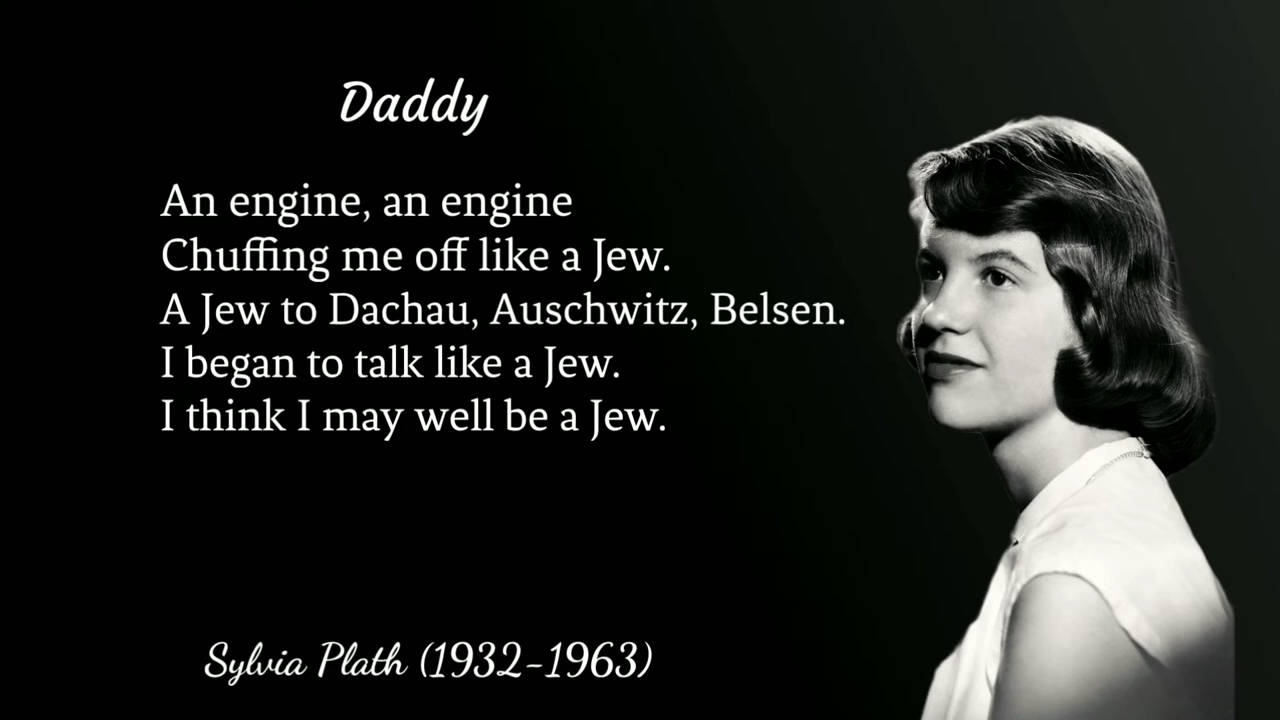 Daddy
An engine, an engine
Chuffing me off like a Jew.
A Jew to Dachau, Auschwitz, Belsen.
I began to talk like a Jew.
I think I may well be a Jew.
Sylvia Plath (1932-1963)